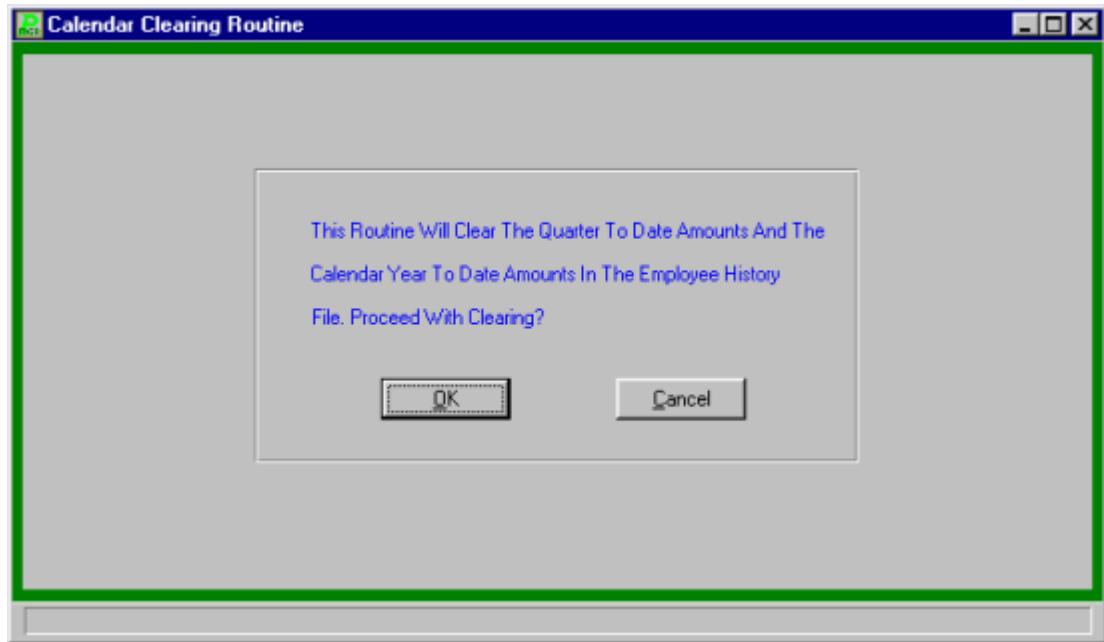 Calendar Clearing Routine
This Routine Will Clear The Quarter To Date Amounts And The
Calendar Year To Date Amounts In The Employee History
File. Proceed With Clearing?
OK
Cancel